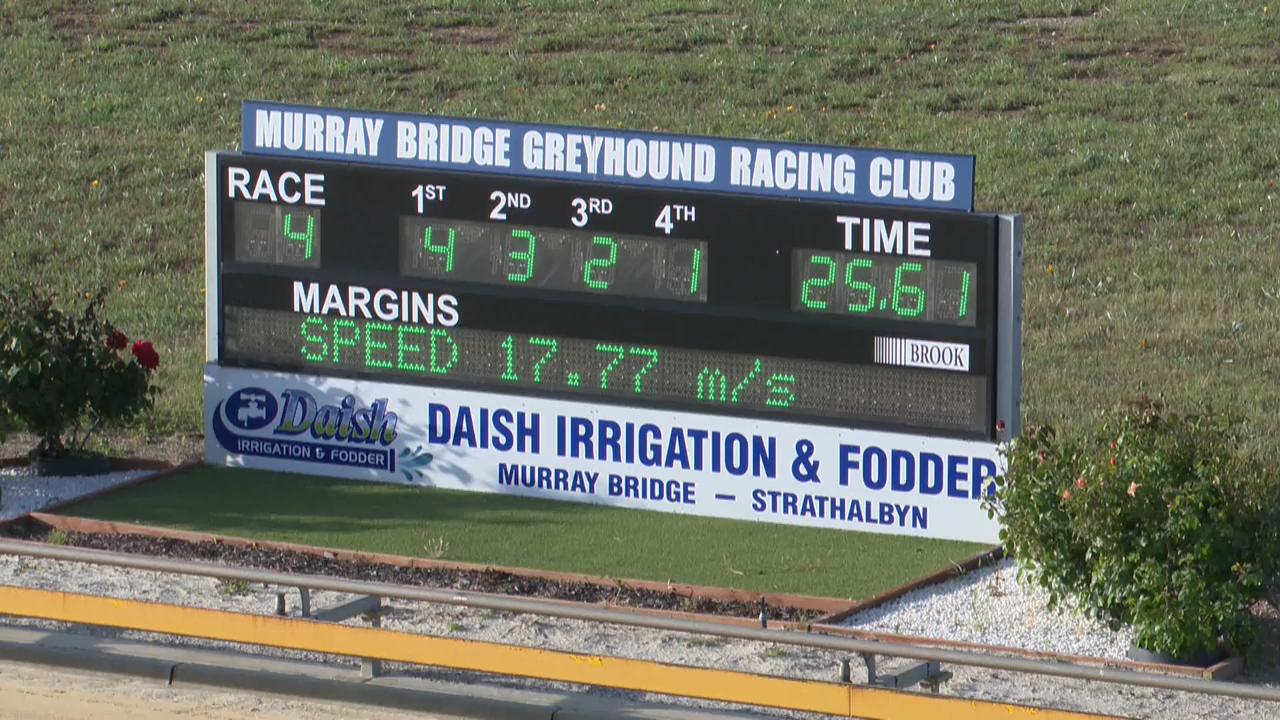 MURRAY BRIDGE GREYHOUND RACING CLUB
RACE 1ST 2ND 3RD 4TH TIME
4 4 3 2 1 25.61
MARGINS
SPEED 17.77 m/s
BROOK
Daish
IRRIGATION & FODDER
DAISH IRRIGATION & FODDER
MURRAY BRIDGE — STRATHALBYN